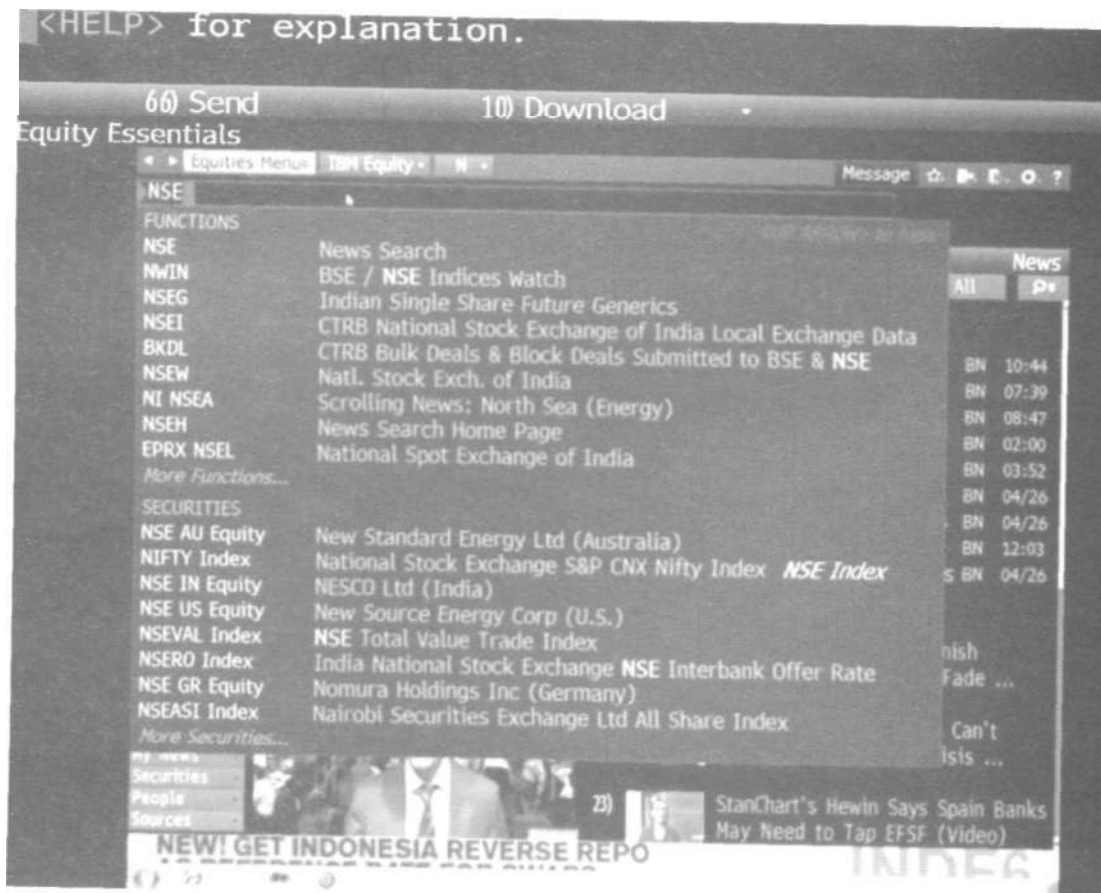 <HELP> for explanation.
66) Send 10) Download
Equity Essentials
Equities Menu IBM Equity N
Message ?
NSE
FUNCTIONS
NSE News Search
NWIN BSE / NSE Indices Watch
NSEG Indian Single Share Future Generics
NSEI CTRB National Stock Exchange of India Local Exchange Data
BKDL CTRB Bulk Deals & Block Deals Submitted to BSE & NSE
NSEW Natl. Stock Exch. of India
NI NSEA Scrolling News: North Sea (Energy)
NSEH News Search Home Page
EPRX NSEL National Spot Exchange of India
More Functions...
SECURITIES
NSE AU Equity New Standard Energy Ltd (Australia)
NIFTY Index National Stock Exchange S&P CNX Nifty Index NSE Index
NSE IN Equity NESCO Ltd (India)
NSE US Equity New Source Energy Corp (U.S.)
NSEVAL Index NSE Total Value Trade Index
NSERO Index India National Stock Exchange NSE Interbank Offer Rate
NSE GR Equity Nomura Holdings Inc (Germany)
NSEASI Index Nairobi Securities Exchange Ltd All Share Index
More Securities...
News
All
BN 10:44
BN 07:39
BN 08:47
BN 02:00
BN 03:52
BN 04/26
BN 04/26
BN 12:03
s BN 04/26
nish
Fade ...
Can't
isis ...
My News
Securities
People
Sources
23) StanChart's Hewin Says Spain Banks
May Need to Tap EFSF (Video)
NEW! GET INDONESIA REVERSE REPO